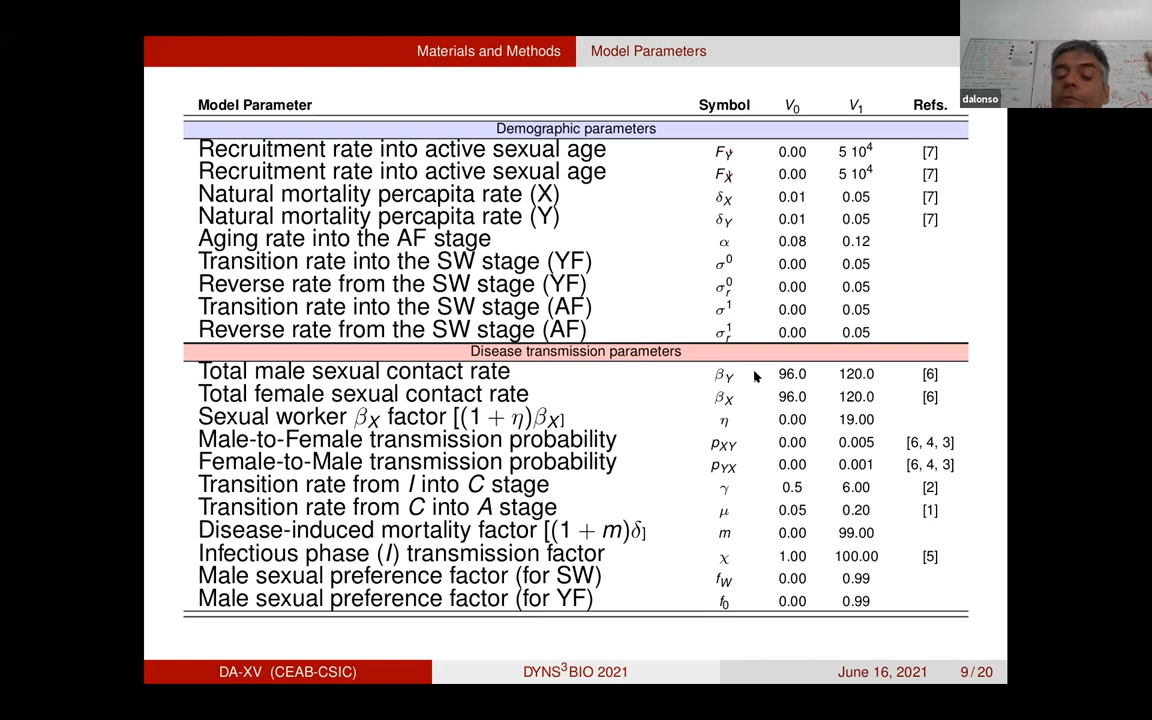 Materials and Methods Model Parameters
dalonso
Model Parameter Symbol V0 V1 Refs.
Demographic parameters
Recruitment rate into active sexual age FY 0.00 5 10^4 [7]
Recruitment rate into active sexual age FX 0.00 5 10^4 [7]
Natural mortality percapita rate (X) δX 0.01 0.05 [7]
Natural mortality percapita rate (Y) δY 0.01 0.05 [7]
Aging rate into the AF stage α 0.08 0.12
Transition rate into the SW stage (YF) σ^0 0.00 0.05
Reverse rate from the SW stage (YF) σ^0_r 0.00 0.05
Transition rate into the SW stage (AF) σ^1 0.00 0.05
Reverse rate from the SW stage (AF) σ^1_r 0.00 0.05
Disease transmission parameters
Total male sexual contact rate βY 96.0 120.0 [6]
Total female sexual contact rate βX 96.0 120.0 [6]
Sexual worker βX factor [(1 + η)βX] η 0.00 19.00
Male-to-Female transmission probability pXY 0.00 0.005 [6, 4, 3]
Female-to-Male transmission probability pYX 0.00 0.001 [6, 4, 3]
Transition rate from I into C stage γ 0.5 6.00 [2]
Transition rate from C into A stage μ 0.05 0.20 [1]
Disease-induced mortality factor [(1 + m)δ] m 0.00 99.00
Infectious phase (I) transmission factor χ 1.00 100.00 [5]
Male sexual preference factor (for SW) fW 0.00 0.99
Male sexual preference factor (for YF) f0 0.00 0.99
DA-XV (CEAB-CSIC) DYNS^3BIO 2021 June 16, 2021 9/20